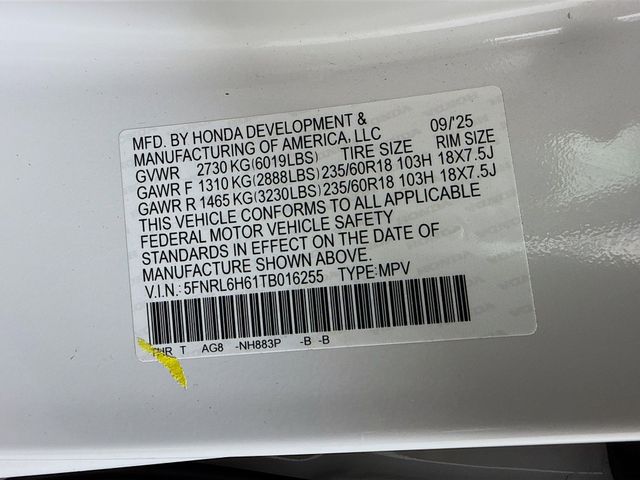 MFD. BY HONDA DEVELOPMENT &
MANUFACTURING OF AMERICA, LLC 09/'25
GVWR 2730 KG(6019LBS) TIRE SIZE RIM SIZE
GAWR F 1310 KG(2888LBS) 235/60R18 103H 18X7.5J
GAWR R 1465 KG(3230LBS) 235/60R18 103H 18X7.5J
THIS VEHICLE CONFORMS TO ALL APPLICABLE
FEDERAL MOTOR VEHICLE SAFETY
STANDARDS IN EFFECT ON THE DATE OF
MANUFACTURE SHOWN ABOVE.
V.I.N.: 5FNRL6H61TB016255 TYPE:MPV
T AG8 -NH883P -B -B